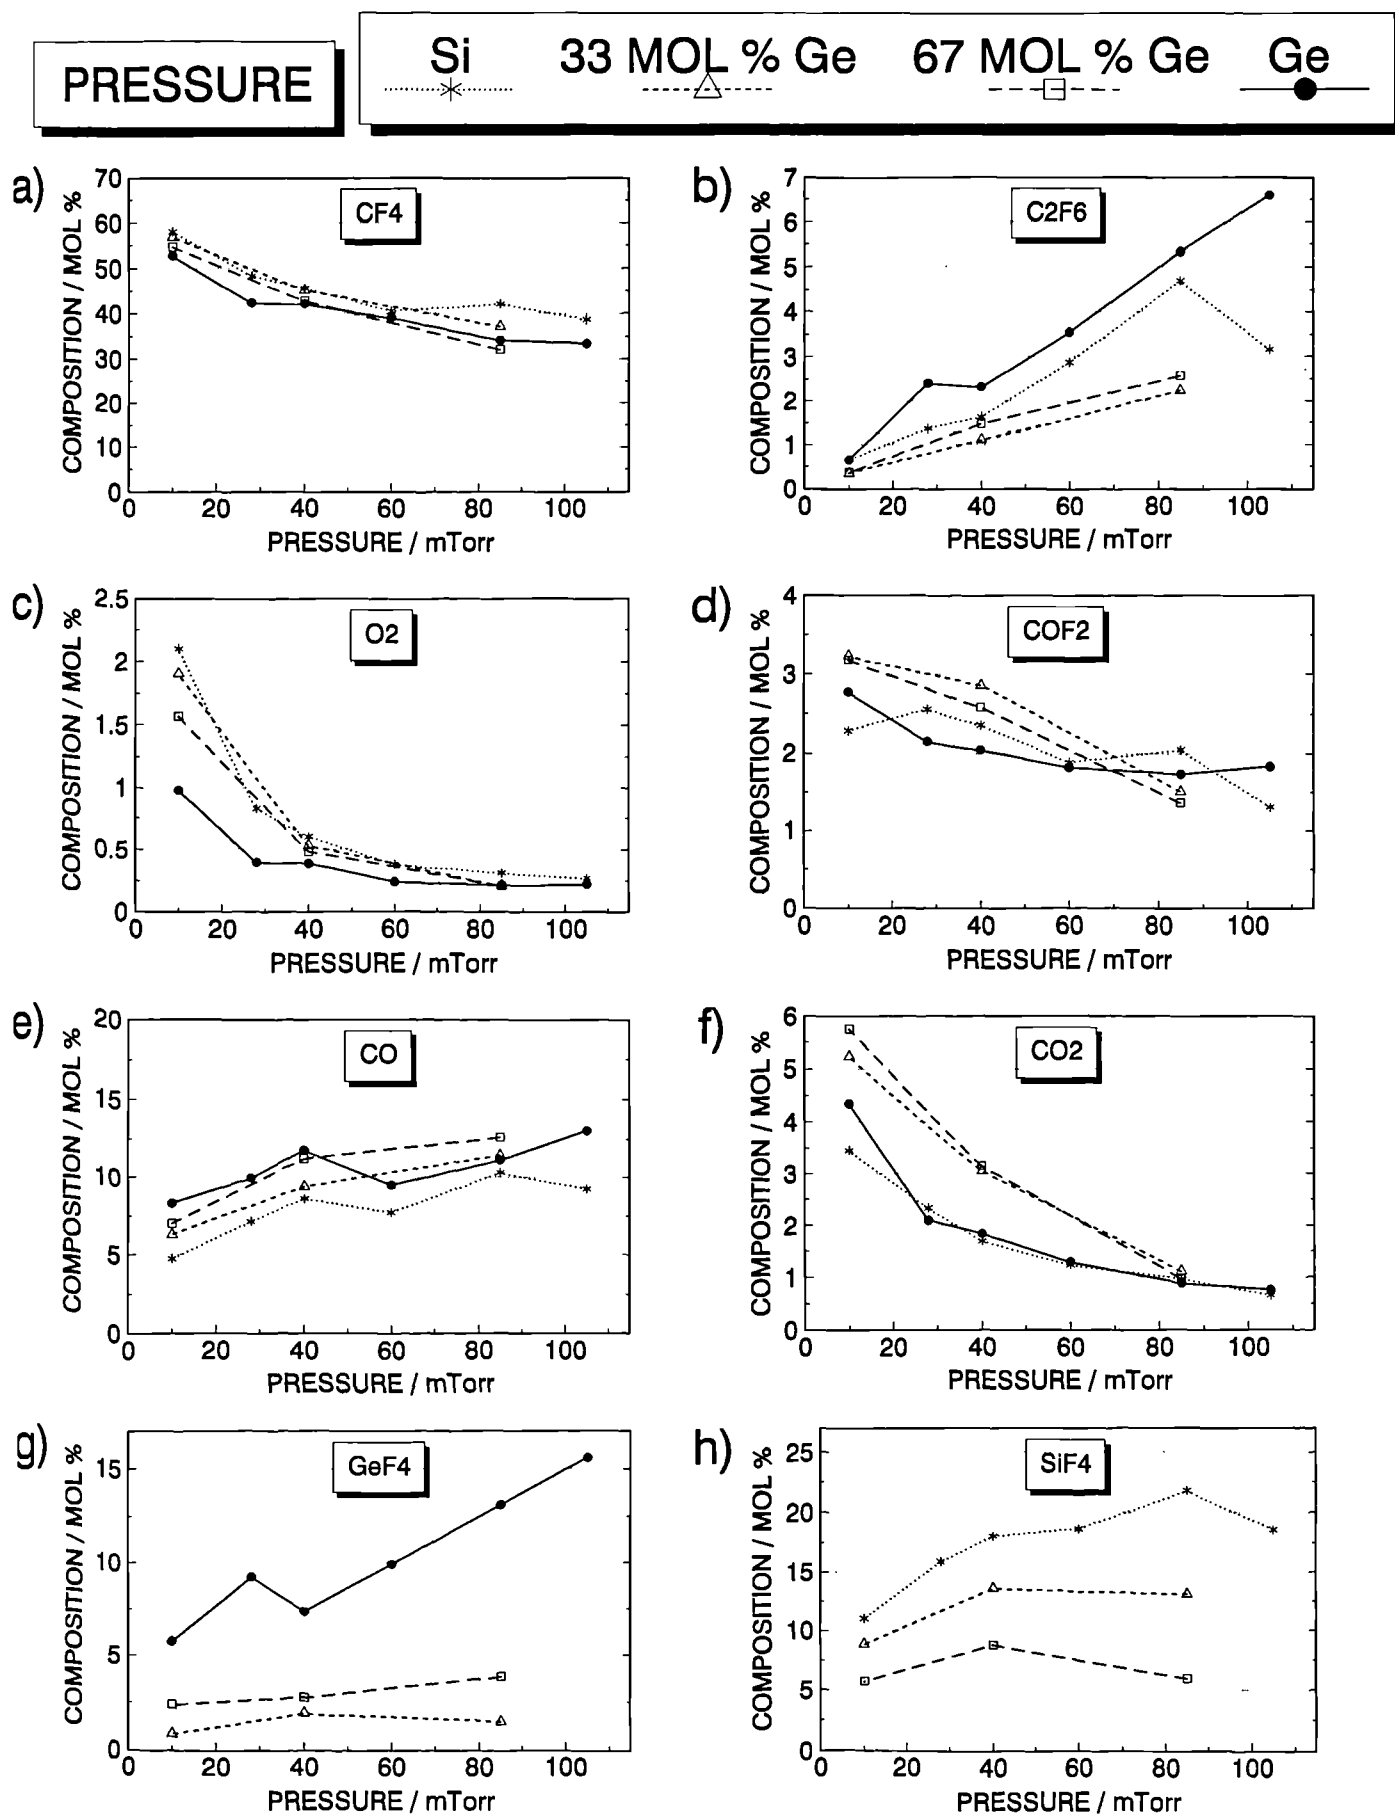 PRESSURE
Si 33 MOL % Ge 67 MOL % Ge Ge
a)
CF4
COMPOSITION / MOL %
70
60
50
40
30
20
10
0
0 20 40 60 80 100
PRESSURE / mTorr
b)
C2F6
COMPOSITION / MOL %
7
6
5
4
3
2
1
0
0 20 40 60 80 100
PRESSURE / mTorr
c)
O2
COMPOSITION / MOL %
2.5
2
1.5
1
0.5
0
0 20 40 60 80 100
PRESSURE / mTorr
d)
COF2
COMPOSITION / MOL %
4
3
2
1
0
0 20 40 60 80 100
PRESSURE / mTorr
e)
CO
COMPOSITION / MOL %
20
15
10
5
0
0 20 40 60 80 100
PRESSURE / mTorr
f)
CO2
COMPOSITION / MOL %
6
5
4
3
2
1
0
0 20 40 60 80 100
PRESSURE / mTorr
g)
GeF4
COMPOSITION / MOL %
15
10
5
0
0 20 40 60 80 100
PRESSURE / mTorr
h)
SiF4
COMPOSITION / MOL %
25
20
15
10
5
0
0 20 40 60 80 100
PRESSURE / mTorr